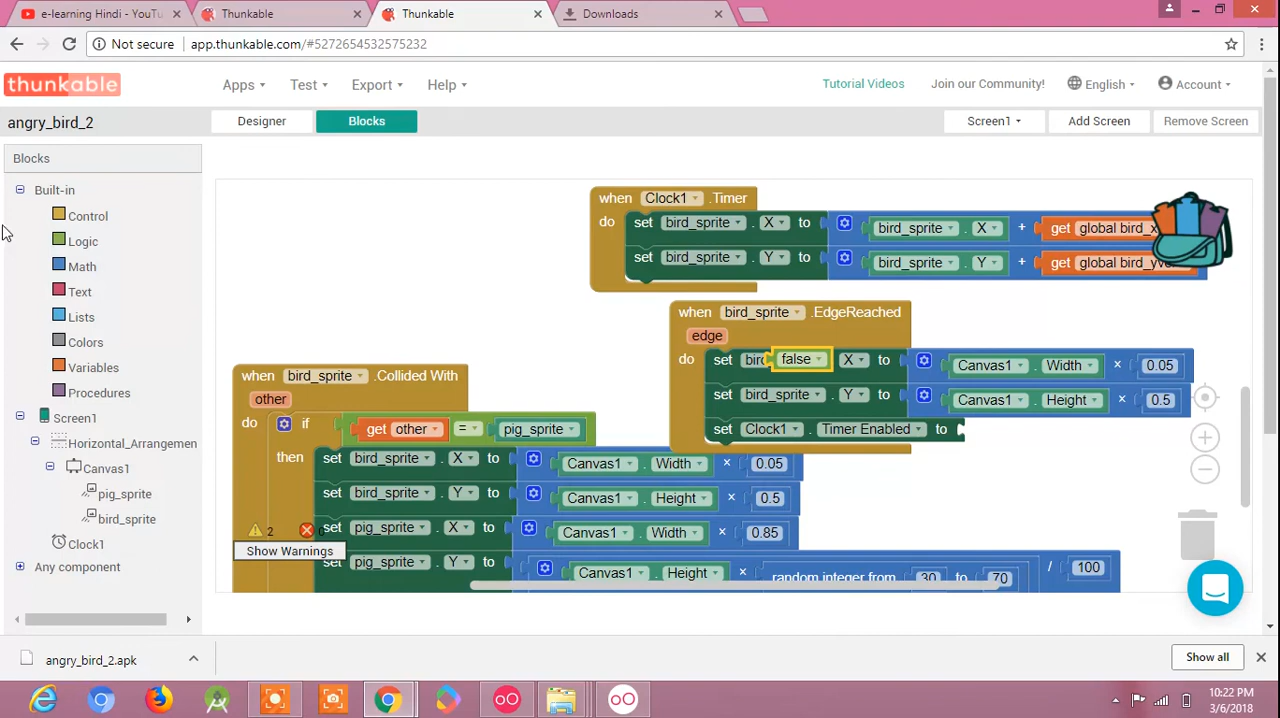 e-learning Hindi - YouTu
Thunkable
Thunkable
Downloads
Not secure
app.thunkable.com/#5272654532575232
thunkable
Apps
Test
Export
Help
Tutorial Videos
Join our Community!
English
Account
angry_bird_2
Designer
Blocks
Screen1
Add Screen
Remove Screen
Blocks
Built-in
Control
Logic
Math
Text
Lists
Colors
Variables
Procedures
Screen1
Horizontal_Arrangemen
Canvas1
pig_sprite
bird_sprite
Clock1
Any component
when Clock1 .Timer
do set bird_sprite . X to bird_sprite . X + get global bird_x
set bird_sprite . Y to bird_sprite . Y + get global bird_yve
when bird_sprite .EdgeReached
edge
do set bird false X to Canvas1 . Width × 0.05
set bird_sprite . Y to Canvas1 . Height × 0.5
set Clock1 . Timer Enabled to
when bird_sprite .Collided With
other
do if get other = pig_sprite
then set bird_sprite . X to Canvas1 . Width × 0.05
set bird_sprite . Y to Canvas1 . Height × 0.5
set pig_sprite . X to Canvas1 . Width × 0.85
set pig_sprite . Y to Canvas1 . Height × random integer from 30 to 70 / 100
2
Show Warnings
angry_bird_2.apk
Show all
10:22 PM
3/6/2018